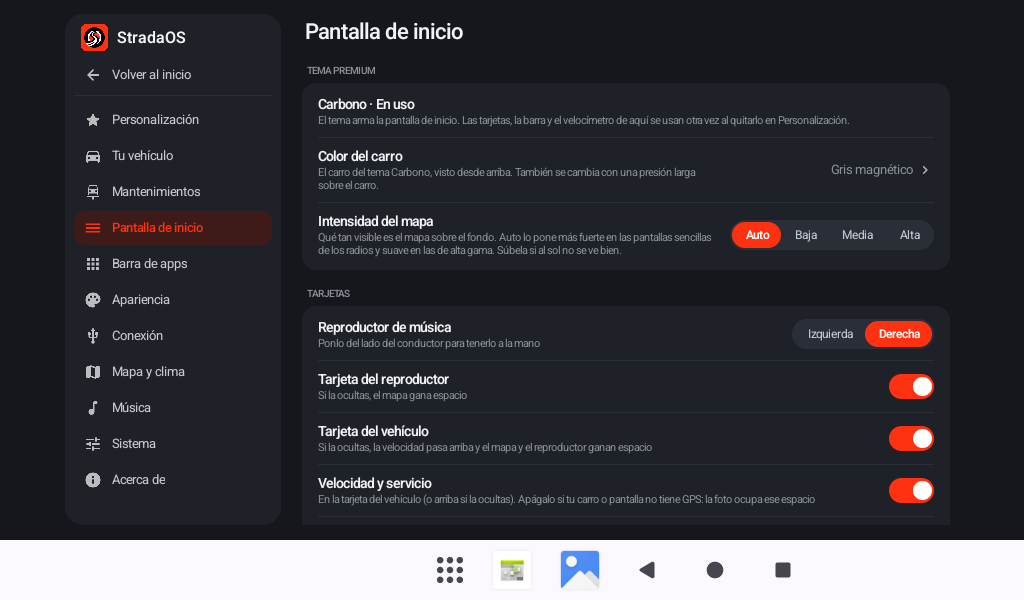 StradaOS
Volver al inicio
Personalización
Tu vehículo
Mantenimientos
Pantalla de inicio
Barra de apps
Apariencia
Conexión
Mapa y clima
Música
Sistema
Acerca de
Pantalla de inicio
TEMA PREMIUM
Carbono · En uso
El tema arma la pantalla de inicio. Las tarjetas, la barra y el velocímetro de aquí se usan otra vez al quitarlo en Personalización.
Color del carro
El carro del tema Carbono, visto desde arriba. También se cambia con una presión larga
sobre el carro.
Gris magnético
Intensidad del mapa
Qué tan visible es el mapa sobre el fondo. Auto lo pone más fuerte en las pantallas sencillas
de los radios y suave en las de alta gama. Súbela si al sol no se ve bien.
Auto Baja Media Alta
TARJETAS
Reproductor de música
Ponlo del lado del conductor para tenerlo a la mano
Izquierda Derecha
Tarjeta del reproductor
Si la ocultas, el mapa gana espacio
Tarjeta del vehículo
Si la ocultas, la velocidad pasa arriba y el mapa y el reproductor ganan espacio
Velocidad y servicio
En la tarjeta del vehículo (o arriba si la ocultas). Apágalo si tu carro o pantalla no tiene GPS: la foto ocupa ese espacio